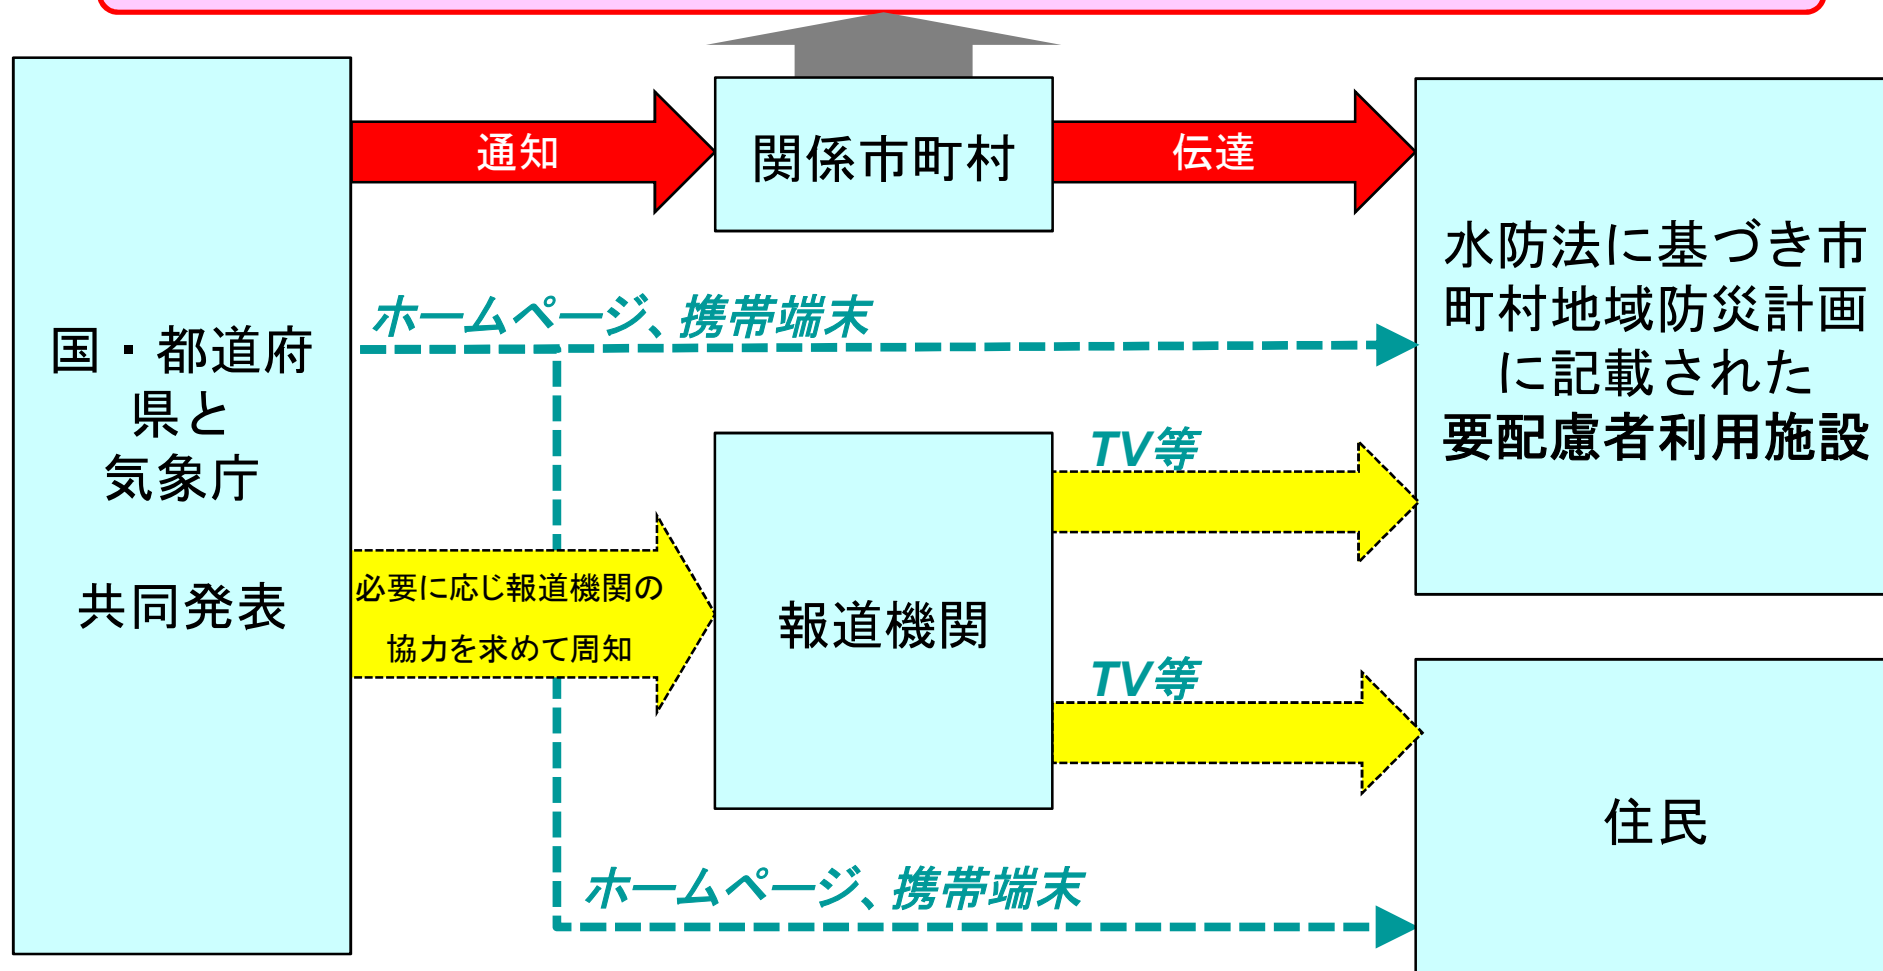 通知
関係市町村
伝達
国・都道府
県と
気象庁
共同発表
ホームページ、携帯端末
水防法に基づき市
町村地域防災計画
に記載された
要配慮者利用施設
必要に応じ報道機関の
協力を求めて周知
報道機関
TV等
TV等
住民
ホームページ、携帯端末